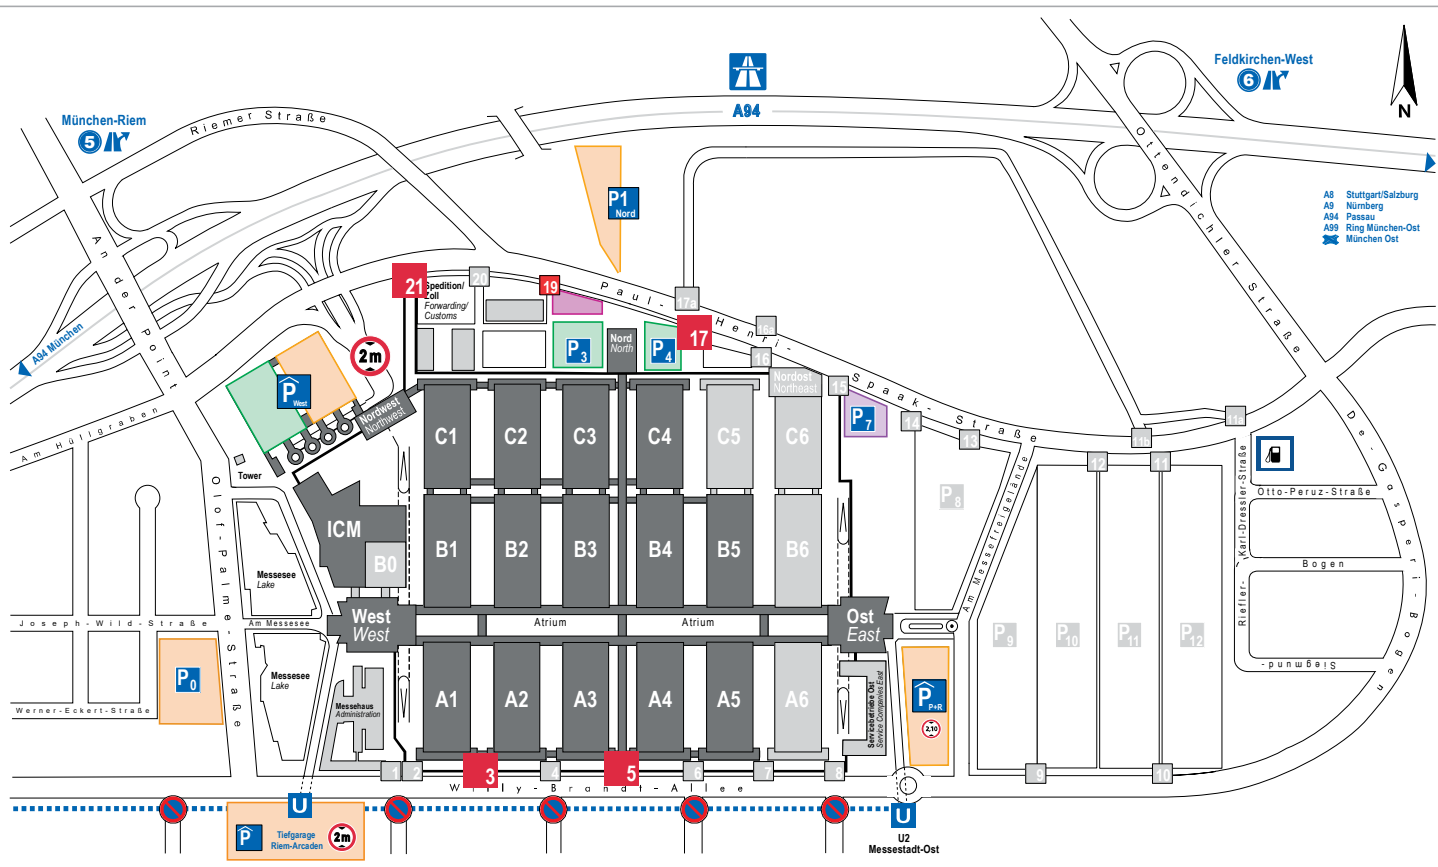 A94
Feldkirchen-West
6
N
München-Riem
5
Riemer Straße
Ottendichler Straße
A8 Stuttgart/Salzburg
A9 Nürnberg
A94 Passau
A99 Ring München-Ost
München Ost
P1
Nord
An der Point
A94 München
21
20
19
Spedition/
Zoll
Forwarding/
Customs
Paul-Henri-Spaak-Straße
17a
16a
17
16
15
14
13
12
11b
11
11a
P3
Nord
North
P4
2m
P
West
Nordwest
Northwest
Nordost
Northeast
P7
Am Hüllgraben
Tower
C1
C2
C3
C4
C5
C6
De-Gasperi-Bogen
Otto-Peruz-Straße
Karl-Dressler-Straße
Bogen
Riefler-
Siegmund-
Olof-Palme-Straße
ICM
B0
B1
B2
B3
B4
B5
B6
P8
Am Messefreigelände
Messesee
Lake
Joseph-Wild-Straße
Am Messesee
West
West
Atrium
Atrium
Ost
East
P9
P10
P11
P12
P0
Messesee
Lake
Werner-Eckert-Straße
Messehaus
Administration
A1
A2
A3
A4
A5
A6
Servicebetriebe Ost
Service Companies East
P
P+R
2,10
1
2
3
4
5
6
7
8
9
10
Willy-Brandt-Allee
U
P
Tiefgarage
Riem-Arcaden
2m
U
U2
Messestadt-Ost